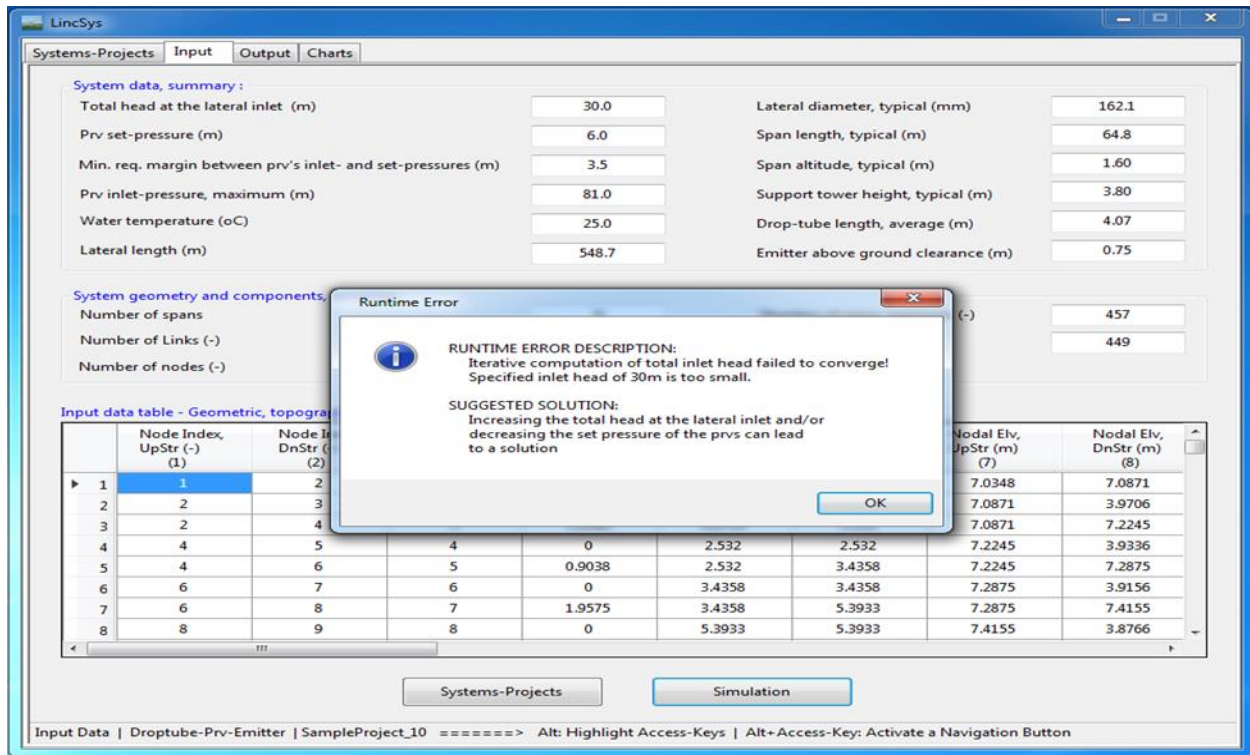 LincSys
Systems-Projects Input Output Charts
System data, summary :
Total head at the lateral inlet (m) 30.0 Lateral diameter, typical (mm) 162.1
Prv set-pressure (m) 6.0 Span length, typical (m) 64.8
Min. req. margin between prv's inlet- and set-pressures (m) 3.5 Span altitude, typical (m) 1.60
Prv inlet-pressure, maximum (m) 81.0 Support tower height, typical (m) 3.80
Water temperature (oC) 25.0 Drop-tube length, average (m) 4.07
Lateral length (m) 548.7 Emitter above ground clearance (m) 0.75
System geometry and components,
Number of spans (-) 457
Number of Links (-) 449
Number of nodes (-)
Runtime Error
RUNTIME ERROR DESCRIPTION:
Iterative computation of total inlet head failed to converge!
Specified inlet head of 30m is too small.
SUGGESTED SOLUTION:
Increasing the total head at the lateral inlet and/or
decreasing the set pressure of the prvs can lead
to a solution
OK
Input data table - Geometric,
Node Index, Nodal Elv, Nodal Elv,
UpStr (-) DnStr UpStr (m) DnStr (m)
(1) (2) (7) (8)
1 1 2 7.0348 7.0871
2 2 3 7.0871 3.9706
3 2 4 7.0871 7.2245
4 4 5 4 0 2.532 2.532 7.2245 3.9336
5 4 6 5 0.9038 2.532 3.4358 7.2245 7.2875
6 6 7 6 0 3.4358 3.4358 7.2875 3.9156
7 6 8 7 1.9575 3.4358 5.3933 7.2875 7.4155
8 8 9 8 0 5.3933 5.3933 7.4155 3.8766
Systems-Projects Simulation
Input Data | Droptube-Prv-Emitter | SampleProject_10 =======> Alt: Highlight Access-Keys | Alt+Access-Key: Activate a Navigation Button